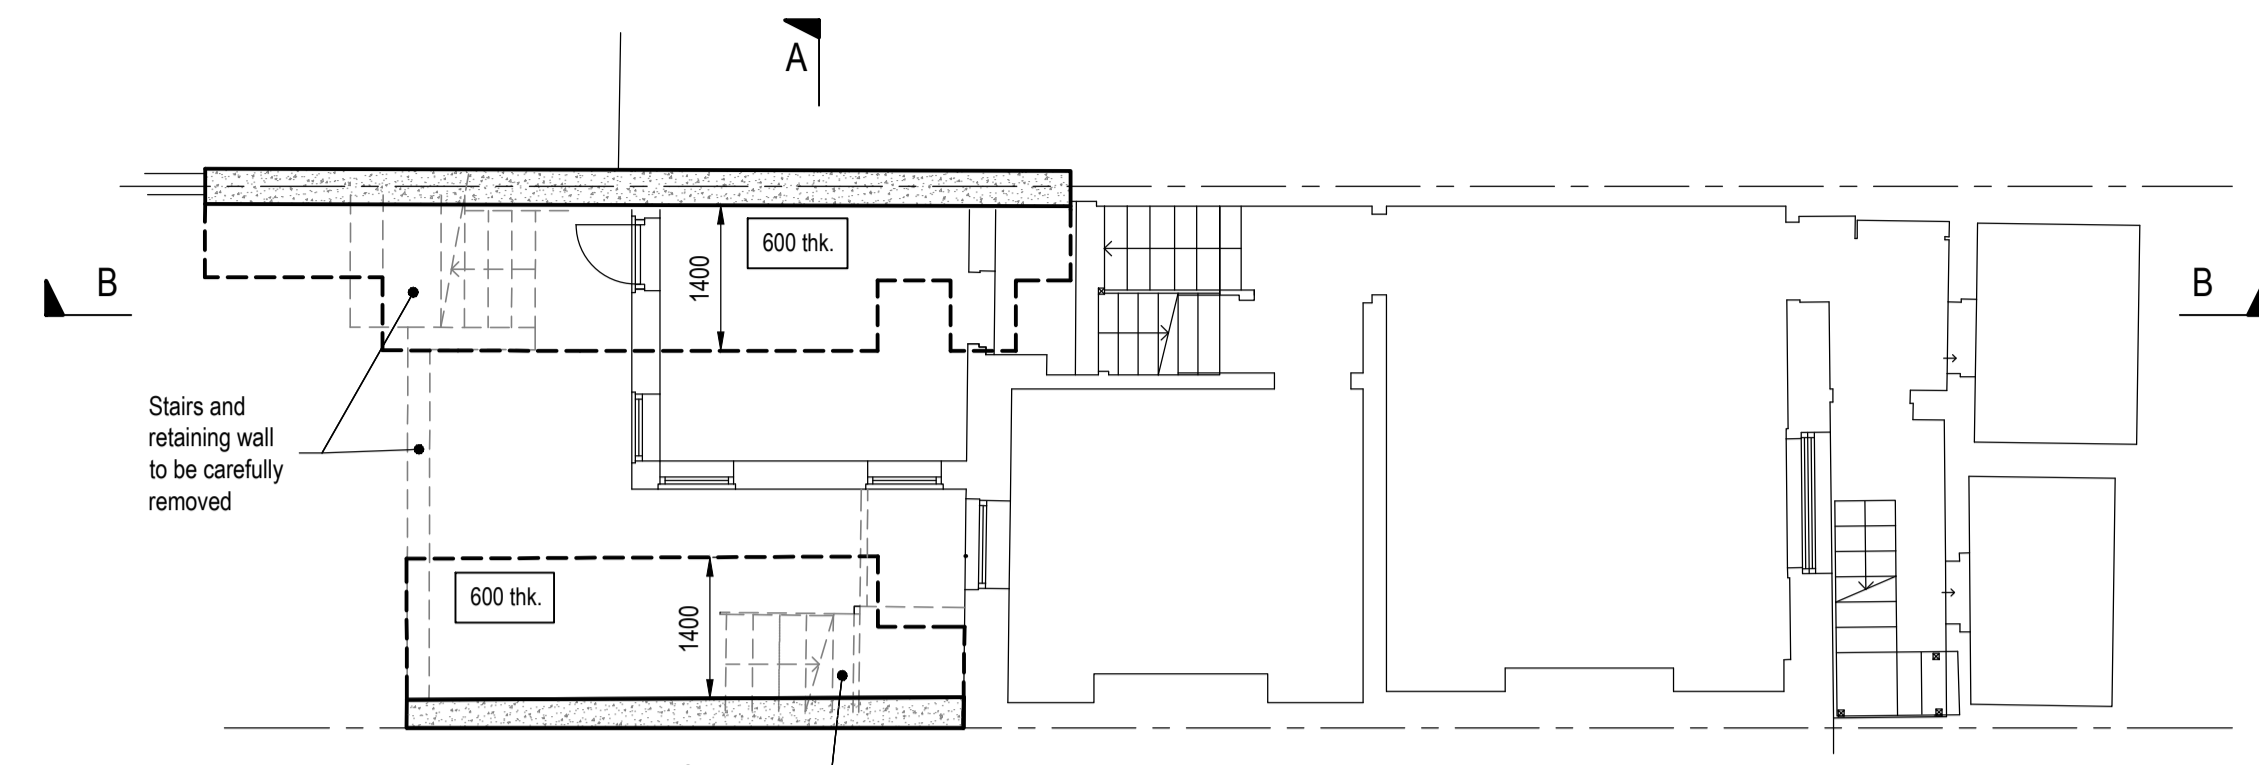 A
600 thk.
1400
B
B
Stairs and
retaining wall
to be carefully
removed
600 thk.
1400